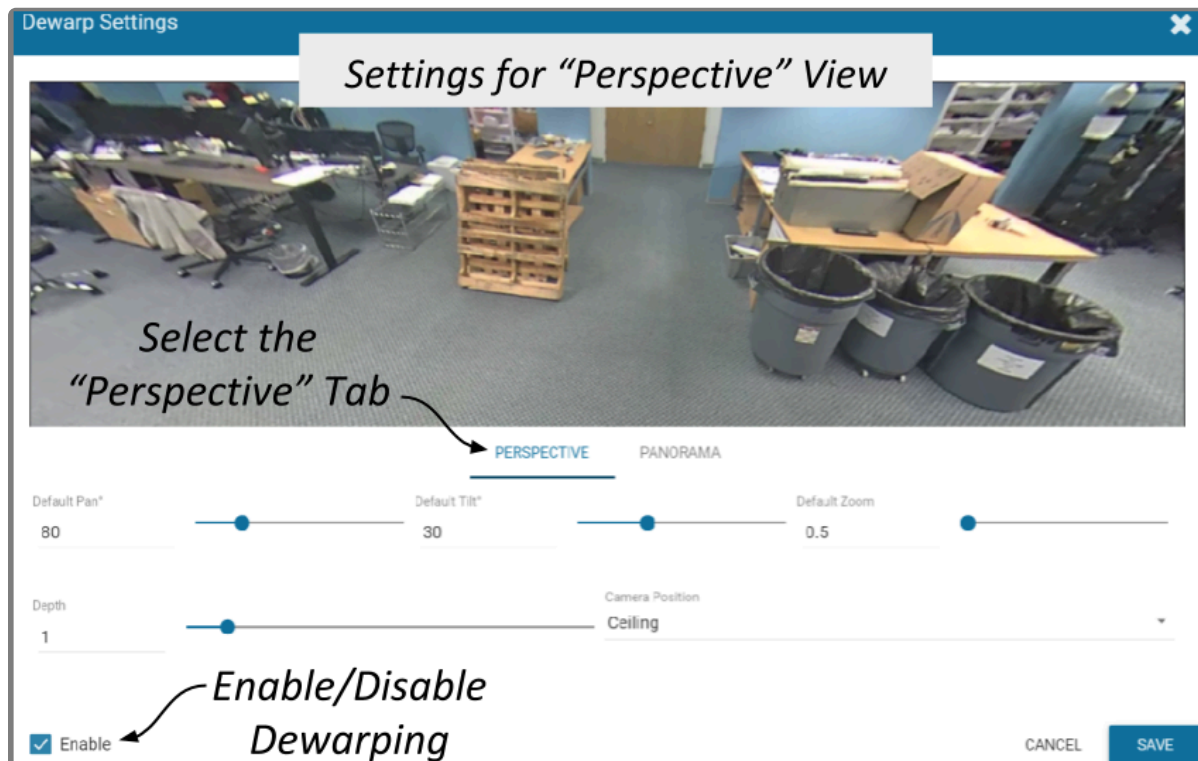 Dewarp Settings
Settings for “Perspective” View
Select the
“Perspective” Tab
PERSPECTIVE PANORAMA
Default Pan° Default Tilt° Default Zoom
80 30 0.5
Depth Camera Position
1 Ceiling
Enable/Disable
Dewarping
Enable CANCEL SAVE